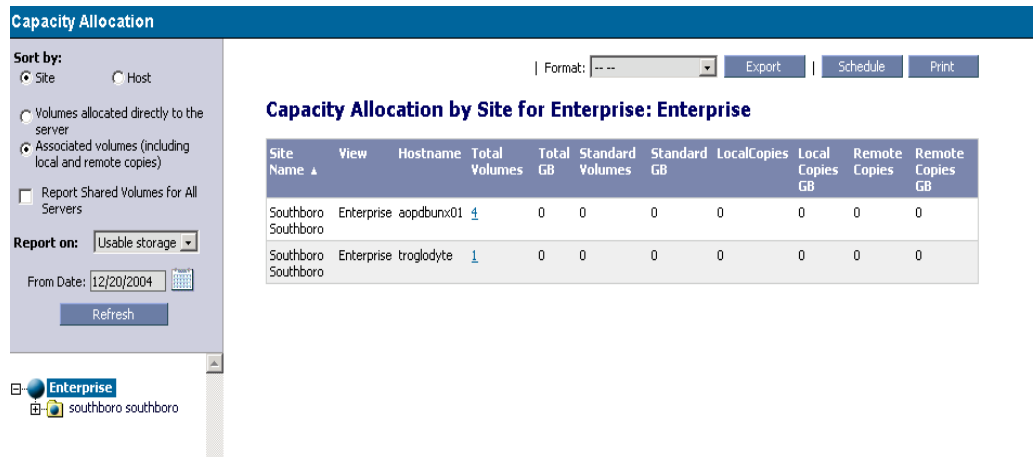 Capacity Allocation
Sort by:
Site Host
Volumes allocated directly to the
server
Associated volumes (including
local and remote copies)
Report Shared Volumes for All
Servers
Report on: Usable storage
From Date: 12/20/2004
Refresh
Enterprise
southboro southboro
| Format: -- -- Export | Schedule Print
Capacity Allocation by Site for Enterprise: Enterprise
Site Name View Hostname Total Volumes Total GB Standard Volumes Standard GB LocalCopies Local Copies GB Remote Copies Remote Copies GB
Southboro Southboro Enterprise aopdbunx01 4 0 0 0 0 0 0 0
Southboro Southboro Enterprise troglodyte 1 0 0 0 0 0 0 0